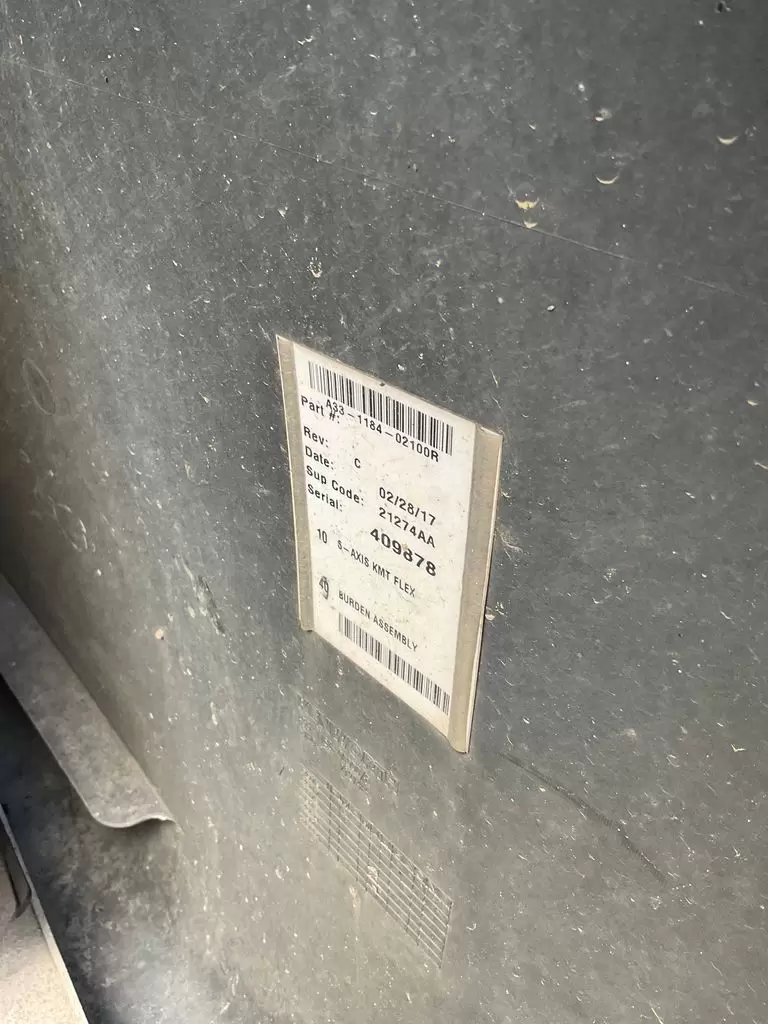 Part #: A33-1184-02100R
Rev: C
Date: 02/28/17
Sup Code: 21274AA
Serial: 409878
10 S-AXIS KMT FLEX
BURDEN ASSEMBLY